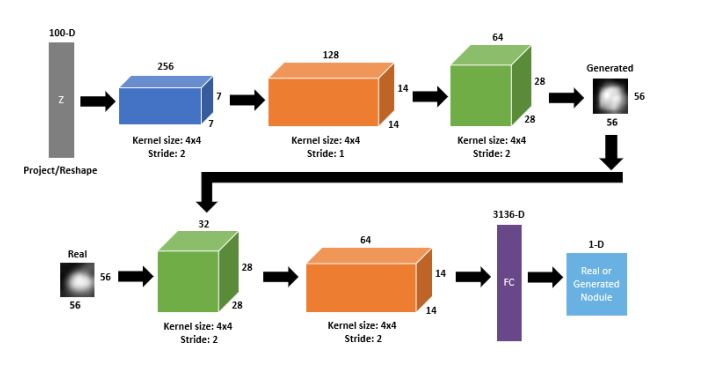 100-D
Z
Project/Reshape
256
7
7
Kernel size: 4x4
Stride: 2
128
14
14
Kernel size: 4x4
Stride: 1
64
28
28
Kernel size: 4x4
Stride: 2
Generated
56
56
Real
56
56
32
28
28
Kernel size: 4x4
Stride: 2
64
14
14
Kernel size: 4x4
Stride: 2
3136-D
FC
1-D
Real or
Generated
Nodule